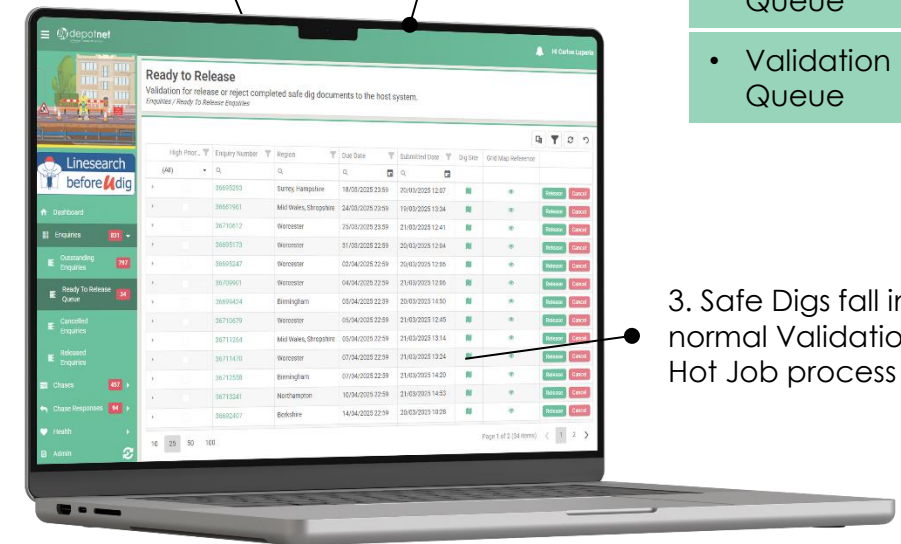 Queue
• Validation
Queue
depotnet
Hi Carlos Laporta
Linesearch
before U dig
Dashboard
Enquiries 831
Outstanding
Enquiries 797
Ready To Release
Queue 34
Cancelled
Enquiries
Released
Enquiries
Chases 457
Chase Responses 94
Health
Admin
Ready to Release
Validation for release or reject completed safe dig documents to the host system.
Enquiries / Ready To Release Enquiries
High Prior.. Enquiry Number Region Due Date Submitted Date Dig Site Grid Map Reference
(All)
36695293 Surrey, Hampshire 18/03/2025 23:59 20/03/2025 12:07 Release Cancel
36681961 Mid Wales, Shropshire 24/03/2025 23:59 19/03/2025 13:34 Release Cancel
36710612 Worcester 25/03/2025 23:59 21/03/2025 12:41 Release Cancel
36695173 Worcester 31/03/2025 22:59 20/03/2025 12:04 Release Cancel
36695247 Worcester 02/04/2025 22:59 20/03/2025 12:06 Release Cancel
36709901 Worcester 04/04/2025 22:59 21/03/2025 12:06 Release Cancel
36699434 Birmingham 05/04/2025 22:59 20/03/2025 14:50 Release Cancel
36710679 Worcester 05/04/2025 22:59 21/03/2025 12:45 Release Cancel
36711264 Mid Wales, Shropshire 05/04/2025 22:59 21/03/2025 13:14 Release Cancel
36711470 Worcester 07/04/2025 22:59 21/03/2025 13:24 Release Cancel
36712558 Birmingham 07/04/2025 22:59 21/03/2025 14:20 Release Cancel
36713241 Northampton 10/04/2025 22:59 21/03/2025 14:53 Release Cancel
36692407 Berkshire 14/04/2025 22:59 20/03/2025 10:28 Release Cancel
10 25 50 100
Page 1 of 2 (34 items) 1 2
3. Safe Digs fall in
normal Validatio
Hot Job process